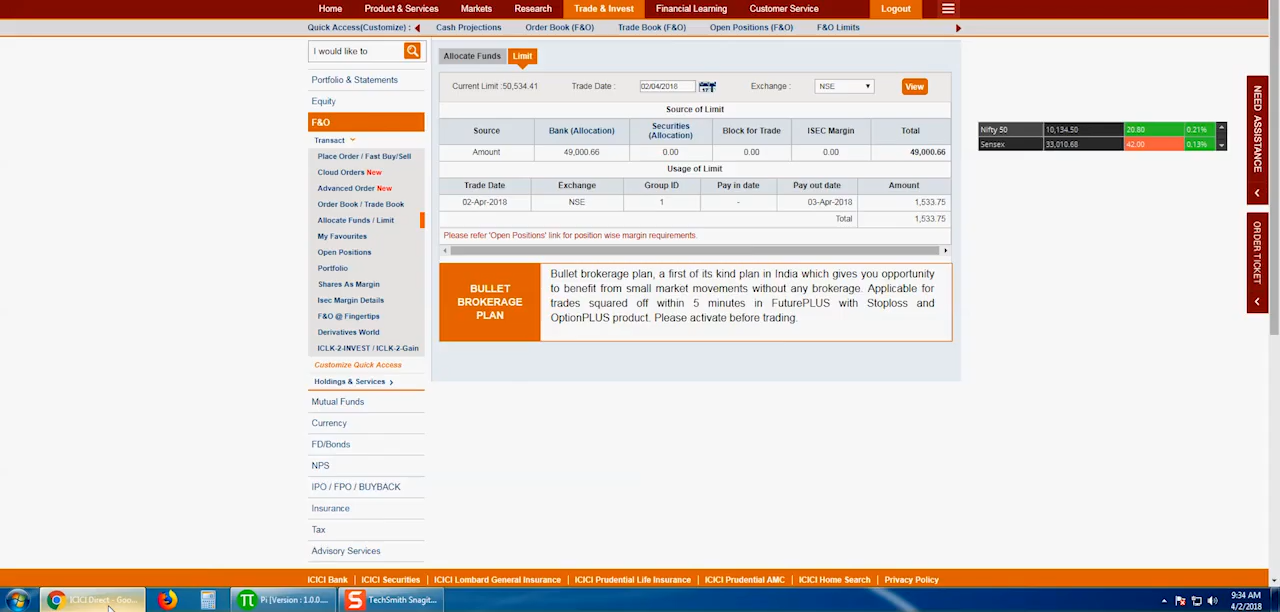 Home Product & Services Markets Research Trade & Invest Financial Learning Customer Service Logout
Quick Access(Customize) : Cash Projections Order Book (F&O) Trade Book (F&O) Open Positions (F&O) F&O Limits
I would like to
Allocate Funds Limit
Portfolio & Statements
Equity
F&O
Transact
Place Order / Fast Buy/Sell
Cloud Orders New
Advanced Order New
Order Book / Trade Book
Allocate Funds / Limit
My Favourites
Open Positions
Portfolio
Shares As Margin
Isec Margin Details
F&O @ Fingertips
Derivatives World
ICLK-2-INVEST / ICLK-2-Gain
Customize Quick Access
Holdings & Services
Mutual Funds
Currency
FD/Bonds
NPS
IPO / FPO / BUYBACK
Insurance
Tax
Advisory Services
Current Limit :50,534.41 Trade Date : 02/04/2018 Exchange : NSE View
Source of Limit
Source Bank (Allocation) Securities (Allocation) Block for Trade ISEC Margin Total
Amount 49,000.66 0.00 0.00 0.00 49,000.66
Usage of Limit
Trade Date Exchange Group ID Pay in date Pay out date Amount
02-Apr-2018 NSE 1 - 03-Apr-2018 1,533.75
Total 1,533.75
Please refer 'Open Positions' link for position wise margin requirements.
BULLET
BROKERAGE
PLAN
Bullet brokerage plan, a first of its kind plan in India which gives you opportunity
to benefit from small market movements without any brokerage. Applicable for
trades squared off within 5 minutes in FuturePLUS with Stoploss and
OptionPLUS product. Please activate before trading.
Nifty 50 10,134.50 20.80 0.21%
Sensex 33,010.68 42.00 0.13%
NEED ASSISTANCE
ORDER TICKET
ICICI Bank | ICICI Securities | ICICI Lombard General Insurance | ICICI Prudential Life Insurance | ICICI Prudential AMC | ICICI Home Search | Privacy Policy
ICICI Direct - Goo...
Pi [Version : 1.0.0....
TechSmith Snagit...
9:34 AM
4/2/2018